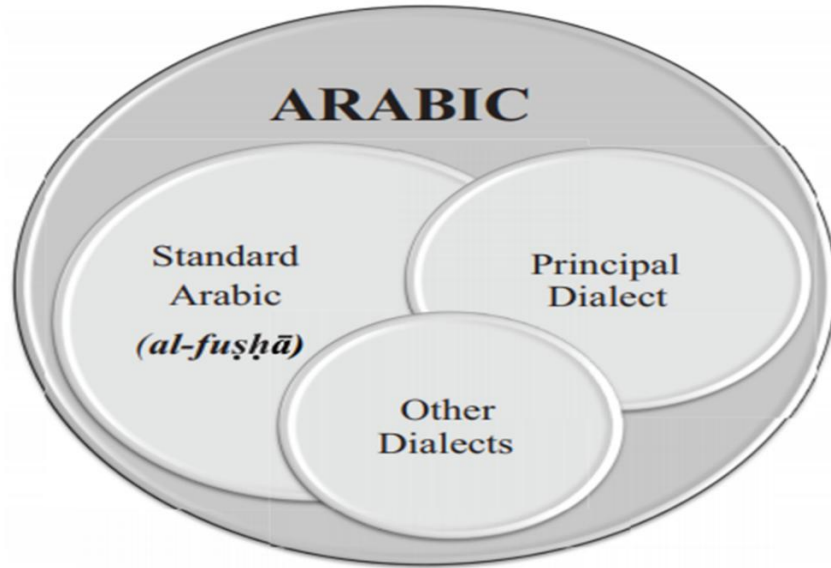 ARABIC
Standard
Arabic
(al-fuṣḥā)
Principal
Dialect
Other
Dialects